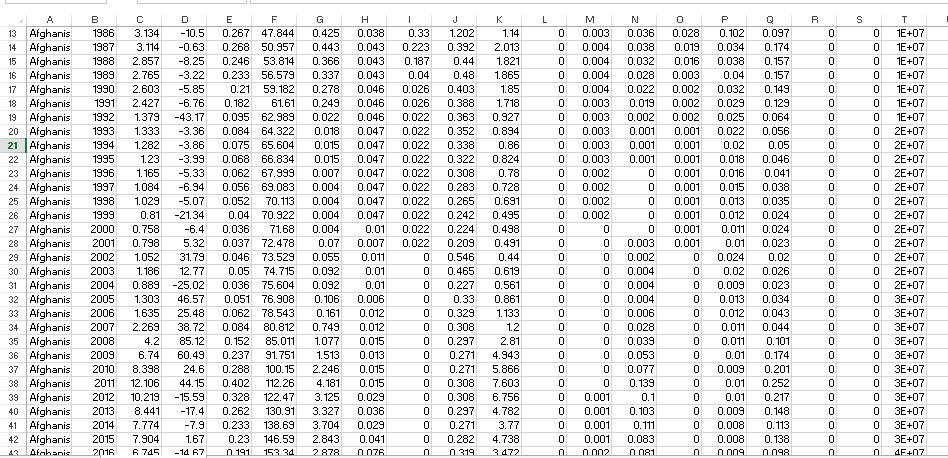 A B C D E F G H I J K L M N O P Q R S T
13 Afghanis 1986 3.134 -10.5 0.267 47.844 0.425 0.038 0.33 1.202 1.14 0 0.003 0.036 0.028 0.102 0.097 0 0 1E+07
14 Afghanis 1987 3.114 -0.63 0.268 50.957 0.443 0.043 0.223 0.392 2.013 0 0.004 0.038 0.019 0.034 0.174 0 0 1E+07
15 Afghanis 1988 2.857 -8.25 0.246 53.814 0.366 0.043 0.187 0.44 1.821 0 0.004 0.032 0.016 0.038 0.157 0 0 1E+07
16 Afghanis 1989 2.765 -3.22 0.233 56.579 0.337 0.043 0.04 0.48 1.865 0 0.004 0.028 0.003 0.04 0.157 0 0 1E+07
17 Afghanis 1990 2.603 -5.85 0.21 59.182 0.278 0.046 0.026 0.403 1.85 0 0.004 0.022 0.002 0.032 0.149 0 0 1E+07
18 Afghanis 1991 2.427 -6.76 0.182 61.61 0.249 0.046 0.026 0.388 1.718 0 0.003 0.019 0.002 0.029 0.129 0 0 1E+07
19 Afghanis 1992 1.379 -43.17 0.095 62.989 0.022 0.046 0.022 0.363 0.927 0 0.003 0.002 0.002 0.025 0.064 0 0 1E+07
20 Afghanis 1993 1.333 -3.36 0.084 64.322 0.018 0.047 0.022 0.352 0.894 0 0.003 0.001 0.001 0.022 0.056 0 0 2E+07
21 Afghanis 1994 1.282 -3.86 0.075 65.604 0.015 0.047 0.022 0.338 0.86 0 0.003 0.001 0.001 0.02 0.05 0 0 2E+07
22 Afghanis 1995 1.23 -3.99 0.068 66.834 0.015 0.047 0.022 0.322 0.824 0 0.003 0.001 0.001 0.018 0.046 0 0 2E+07
23 Afghanis 1996 1.165 -5.33 0.062 67.999 0.007 0.047 0.022 0.308 0.78 0 0.002 0 0.001 0.016 0.041 0 0 2E+07
24 Afghanis 1997 1.084 -6.94 0.056 69.083 0.004 0.047 0.022 0.283 0.728 0 0.002 0 0.001 0.015 0.038 0 0 2E+07
25 Afghanis 1998 1.029 -5.07 0.052 70.113 0.004 0.047 0.022 0.265 0.691 0 0.002 0 0.001 0.013 0.035 0 0 2E+07
26 Afghanis 1999 0.81 -21.34 0.04 70.922 0.004 0.047 0.022 0.242 0.495 0 0.002 0 0.001 0.012 0.024 0 0 2E+07
27 Afghanis 2000 0.758 -6.4 0.036 71.68 0.004 0.01 0.022 0.224 0.498 0 0 0 0.001 0.011 0.024 0 0 2E+07
28 Afghanis 2001 0.798 5.32 0.037 72.478 0.07 0.007 0.022 0.209 0.491 0 0 0.003 0.001 0.01 0.023 0 0 2E+07
29 Afghanis 2002 1.052 31.79 0.046 73.529 0.055 0.011 0 0.546 0.44 0 0 0.002 0 0.024 0.02 0 0 2E+07
30 Afghanis 2003 1.186 12.77 0.05 74.715 0.092 0.01 0 0.465 0.619 0 0 0.004 0 0.02 0.026 0 0 2E+07
31 Afghanis 2004 0.889 -25.02 0.036 75.604 0.092 0.01 0 0.227 0.561 0 0 0.004 0 0.009 0.023 0 0 2E+07
32 Afghanis 2005 1.303 46.57 0.051 76.908 0.106 0.006 0 0.33 0.861 0 0 0.004 0 0.013 0.034 0 0 3E+07
33 Afghanis 2006 1.635 25.48 0.062 78.543 0.161 0.012 0 0.329 1.133 0 0 0.006 0 0.012 0.043 0 0 3E+07
34 Afghanis 2007 2.269 38.72 0.084 80.812 0.749 0.012 0 0.308 1.2 0 0 0.028 0 0.011 0.044 0 0 3E+07
35 Afghanis 2008 4.2 85.12 0.152 85.011 1.077 0.015 0 0.297 2.81 0 0 0.039 0 0.011 0.101 0 0 3E+07
36 Afghanis 2009 6.74 60.49 0.237 91.751 1.513 0.013 0 0.271 4.943 0 0 0.053 0 0.01 0.174 0 0 3E+07
37 Afghanis 2010 8.398 24.6 0.288 100.15 2.246 0.015 0 0.271 5.866 0 0 0.077 0 0.009 0.201 0 0 3E+07
38 Afghanis 2011 12.106 44.15 0.402 112.26 4.181 0.015 0 0.308 7.603 0 0 0.139 0 0.01 0.252 0 0 3E+07
39 Afghanis 2012 10.219 -15.59 0.328 122.47 3.125 0.029 0 0.308 6.756 0 0.001 0.1 0 0.01 0.217 0 0 3E+07
40 Afghanis 2013 8.441 -17.4 0.262 130.91 3.327 0.036 0 0.297 4.782 0 0.001 0.103 0 0.009 0.148 0 0 3E+07
41 Afghanis 2014 7.774 -7.9 0.233 138.69 3.704 0.029 0 0.271 3.77 0 0.001 0.111 0 0.008 0.113 0 0 3E+07
42 Afghanis 2015 7.904 1.67 0.23 146.59 2.843 0.041 0 0.282 4.738 0 0.001 0.083 0 0.008 0.138 0 0 3E+07
43 Afghanis 2016 6.745 -14.67 0.191 153.34 2.878 0.076 0 0.319 3.472 0 0.002 0.081 0 0.009 0.098 0 0 4E+07